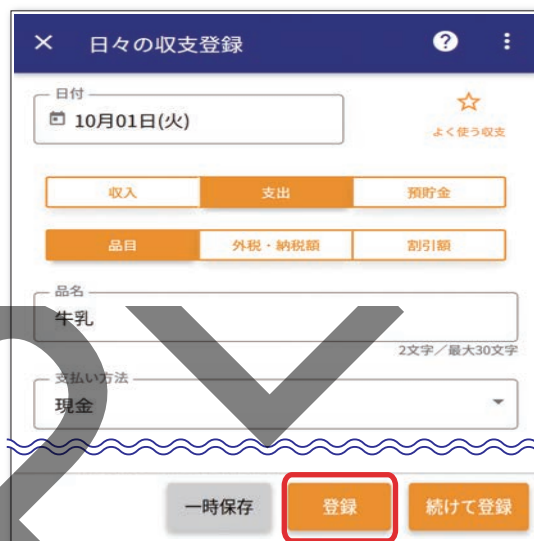 × 日々の収支登録 ?
日付
10月01日(火)
よく使う収支
収入 支出 預貯金
品目 外税・納税額 割引額
品名
牛乳
2文字／最大30文字
支払い方法
現金
一時保存 登録 続けて登録